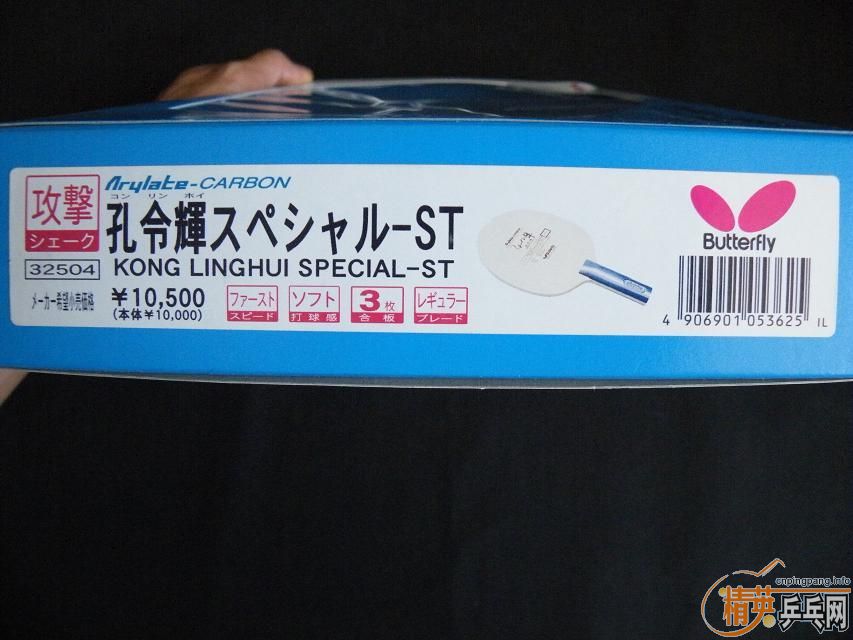 攻撃
シェーク
32504
Arylate-CARBON
コン リン ホイ
孔令輝スペシャル-ST
KONG LINGHUI SPECIAL-ST
メーカー希望小売価格
¥10,500
(本体¥10,000)
ファースト
スピード
ソフト
打球感
3枚
合板
レギュラー
ブレード
Butterfly
4 906901 053625 IL
cnpingpang.info
精英乒乓网